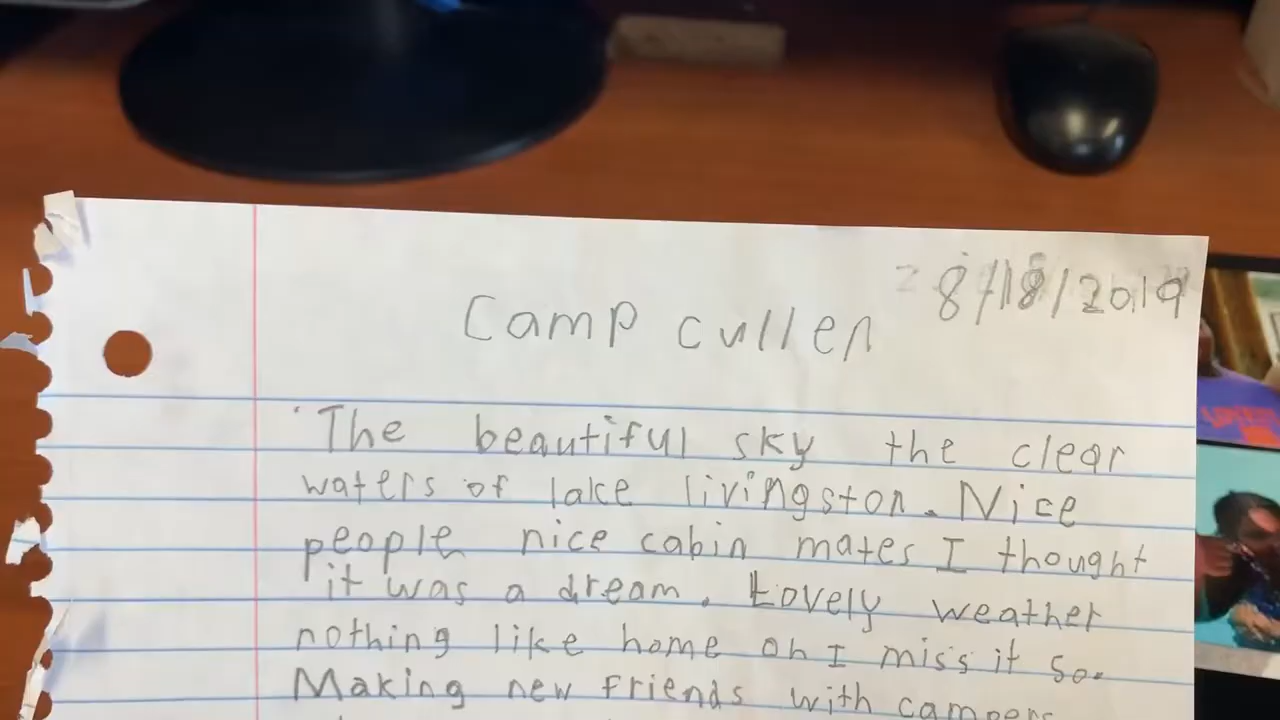 8/18/2019
Camp cullen
The beautiful sky the clear
waters of lake livingston. Nice
people nice cabin mates I thought
it was a dream. Lovely weather
nothing like home oh I miss it so.
Making new friends with campers